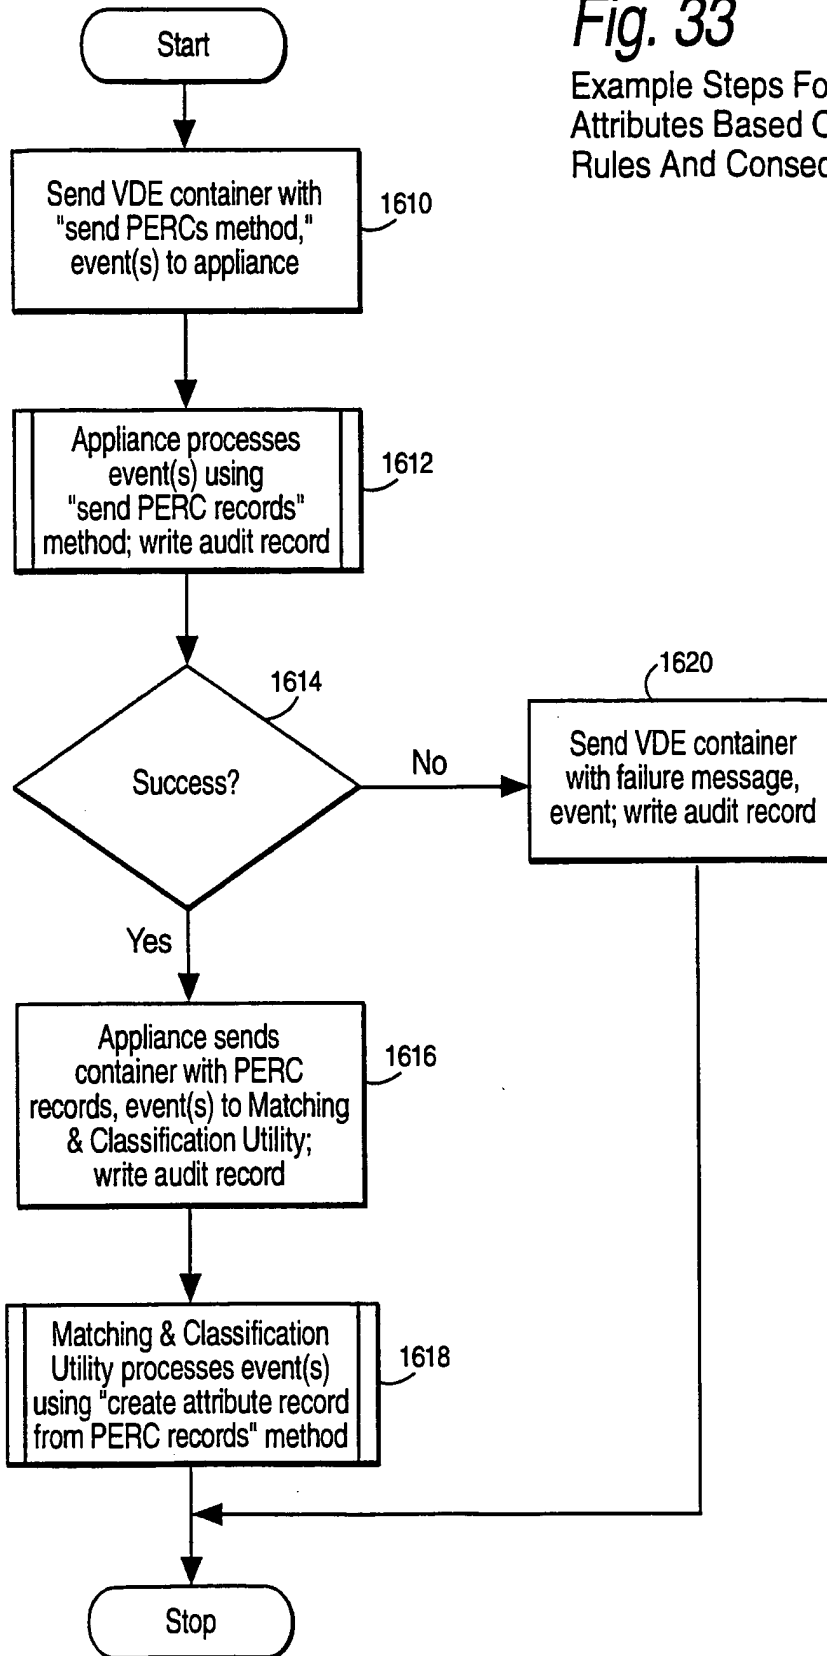 Fig. 33
Example Steps Fo
Attributes Based
Rules And Conse
Start
Send VDE container with
"send PERCs method,"
event(s) to appliance
1610
Appliance processes
event(s) using
"send PERC records"
method; write audit record
1612
1614
Success?
No
1620
Send VDE container
with failure message,
event; write audit record
Yes
Appliance sends
container with PERC
records, event(s) to Matching
& Classification Utility;
write audit record
1616
Matching & Classification
Utility processes event(s)
using "create attribute record
from PERC records" method
1618
Stop